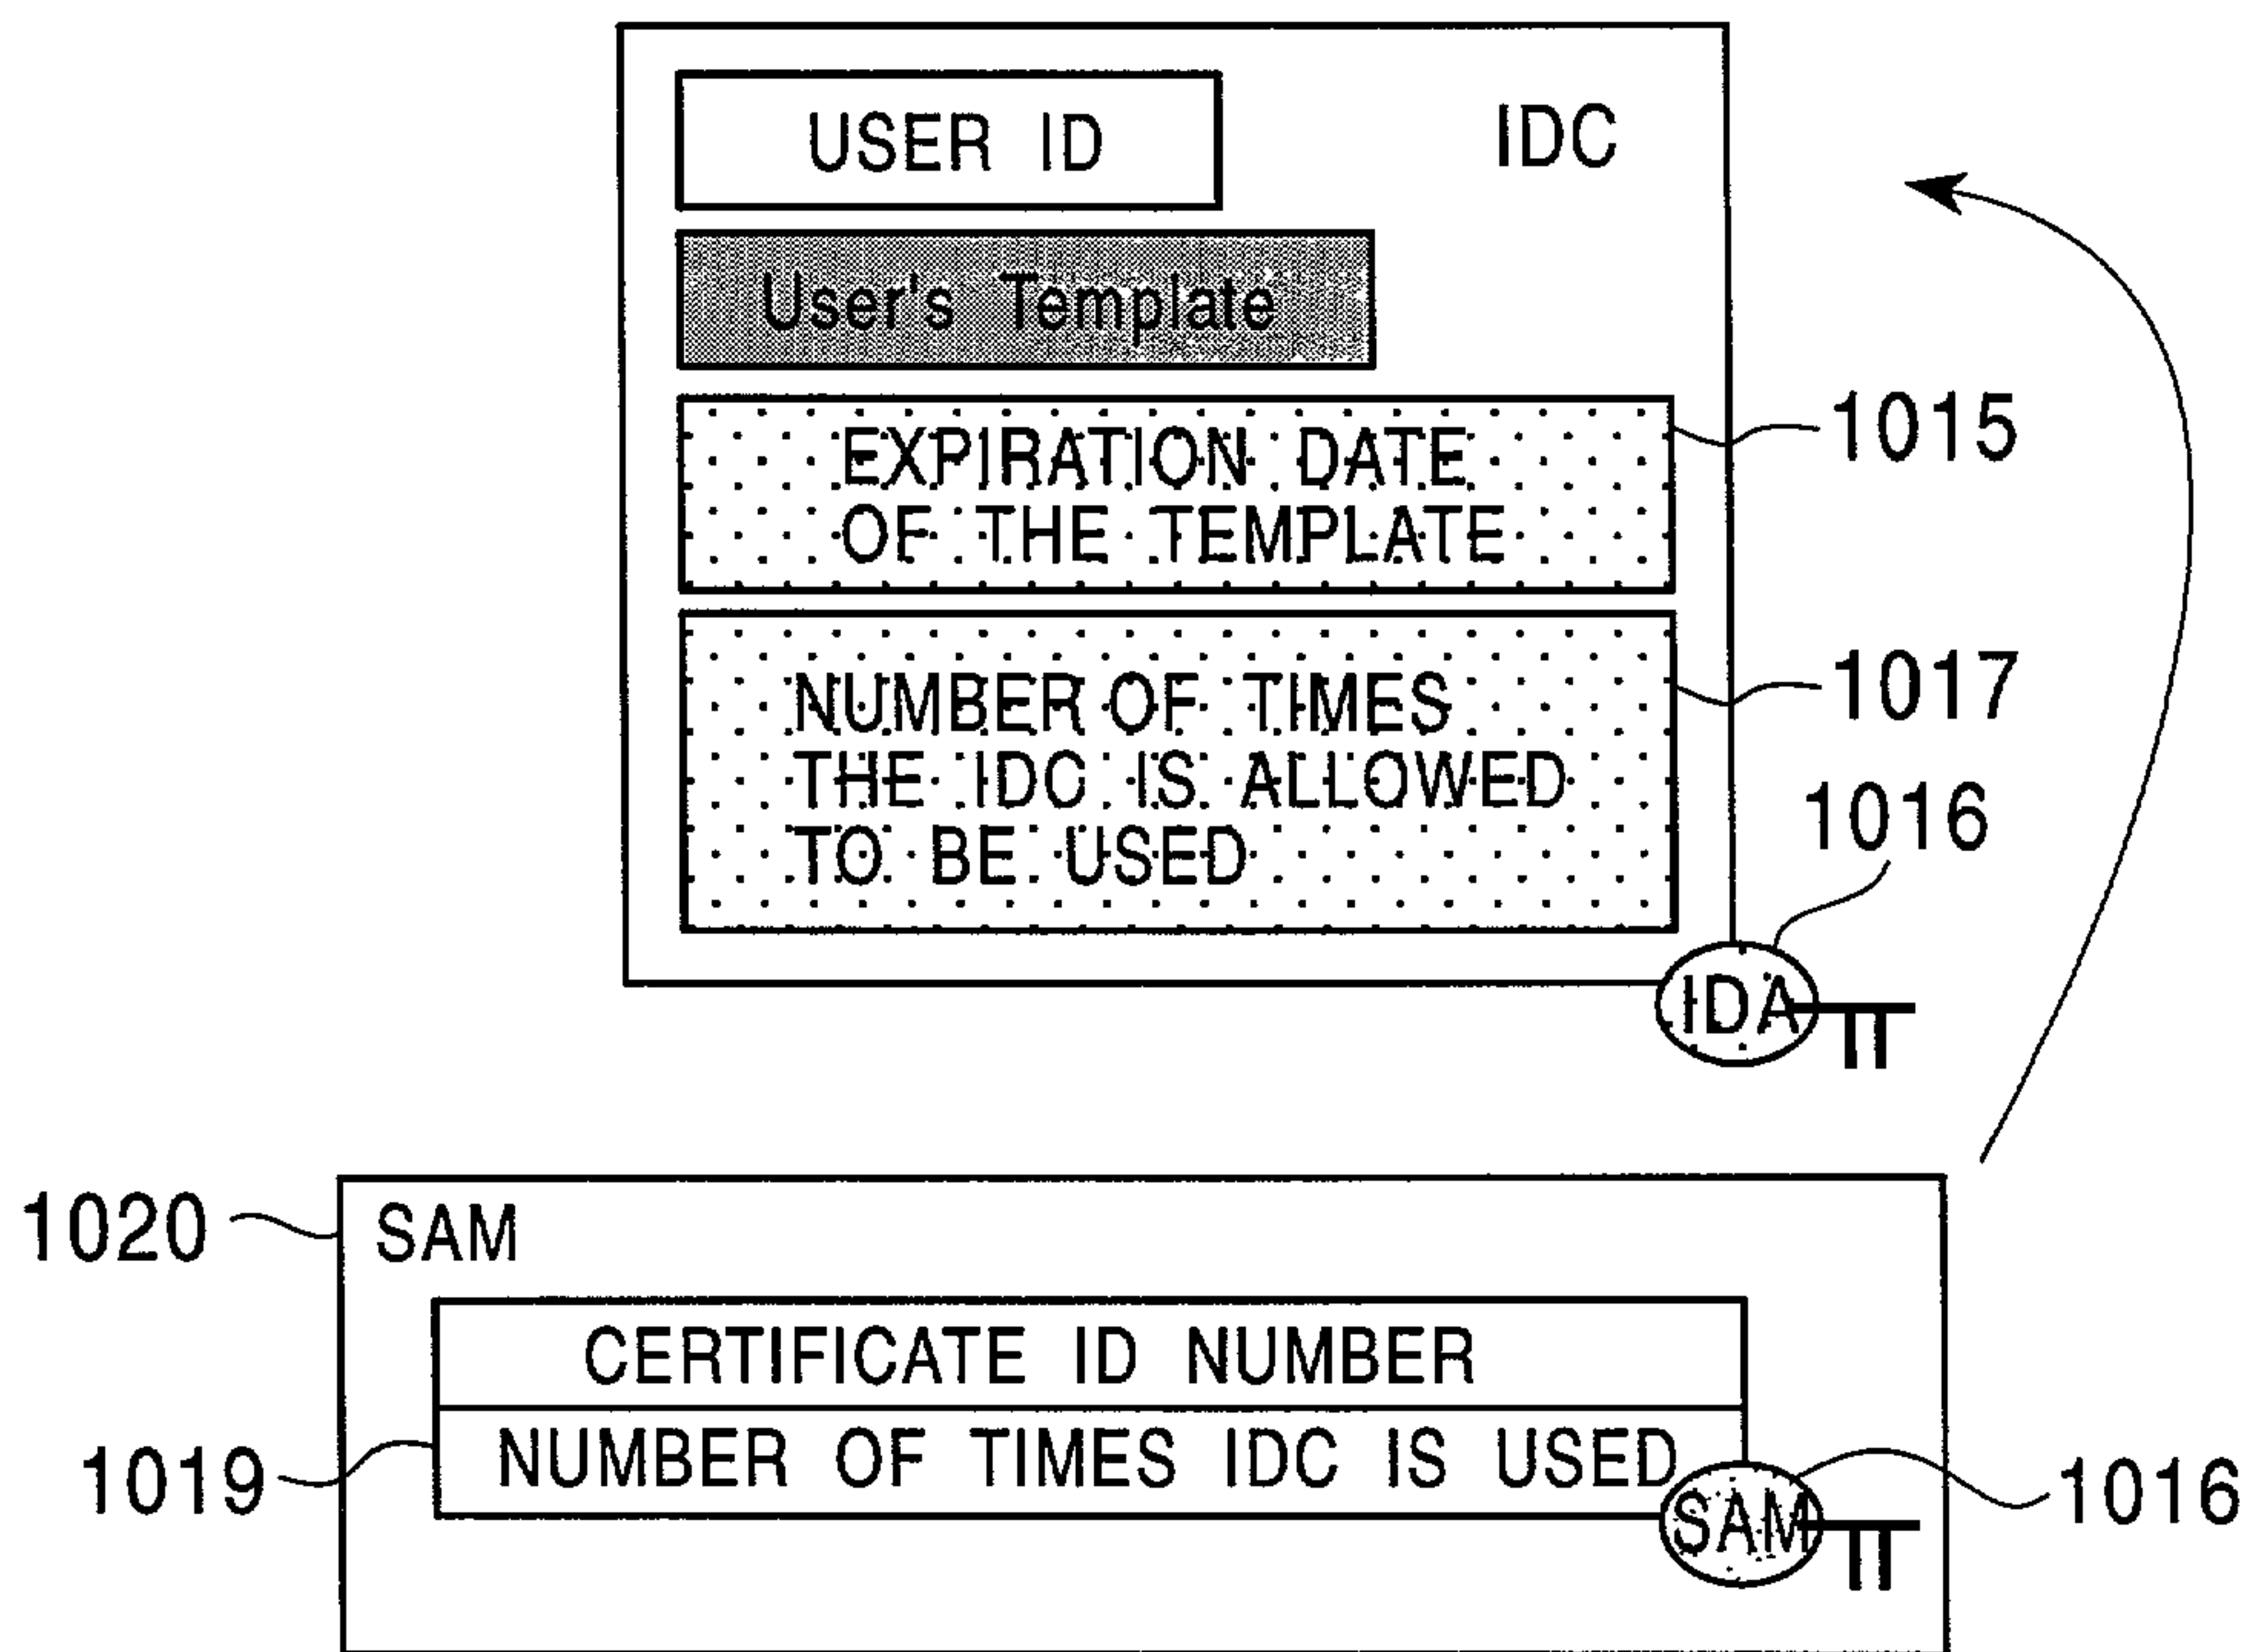 USER ID
IDC
User's Template
EXPIRATION DATE
OF THE TEMPLATE
1015
NUMBER OF TIMES
THE IDC IS ALLOWED
TO BE USED
1017
1016
IDA
1020
SAM
CERTIFICATE ID NUMBER
1019
NUMBER OF TIMES IDC IS USED
SAM
1016